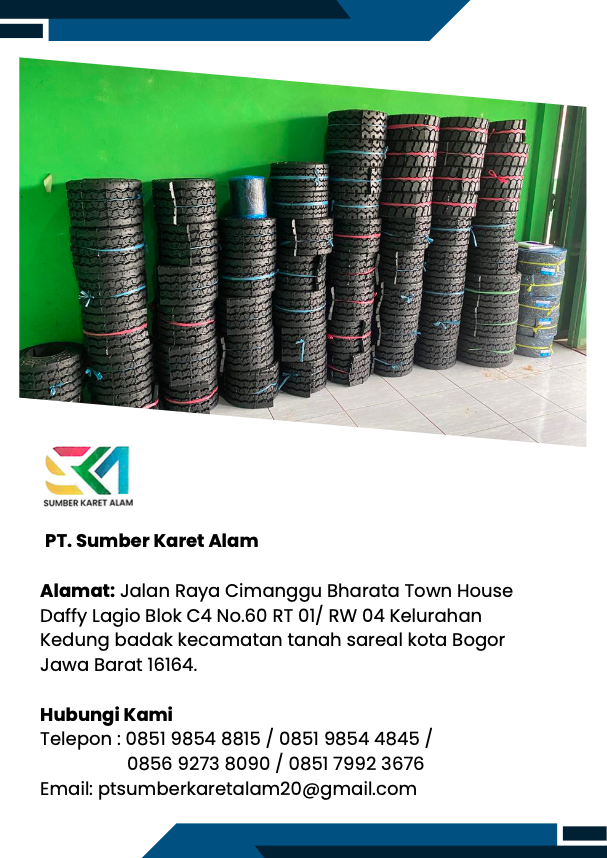 SUMBER KARET ALAM
PT. Sumber Karet Alam
Alamat: Jalan Raya Cimanggu Bharata Town House
Daffy Lagio Blok C4 No.60 RT 01/ RW 04 Kelurahan
Kedung badak kecamatan tanah sareal kota Bogor
Jawa Barat 16164.
Hubungi Kami
Telepon : 0851 9854 8815 / 0851 9854 4845 /
0856 9273 8090 / 0851 7992 3676
Email: ptsumberkaretalam20@gmail.com